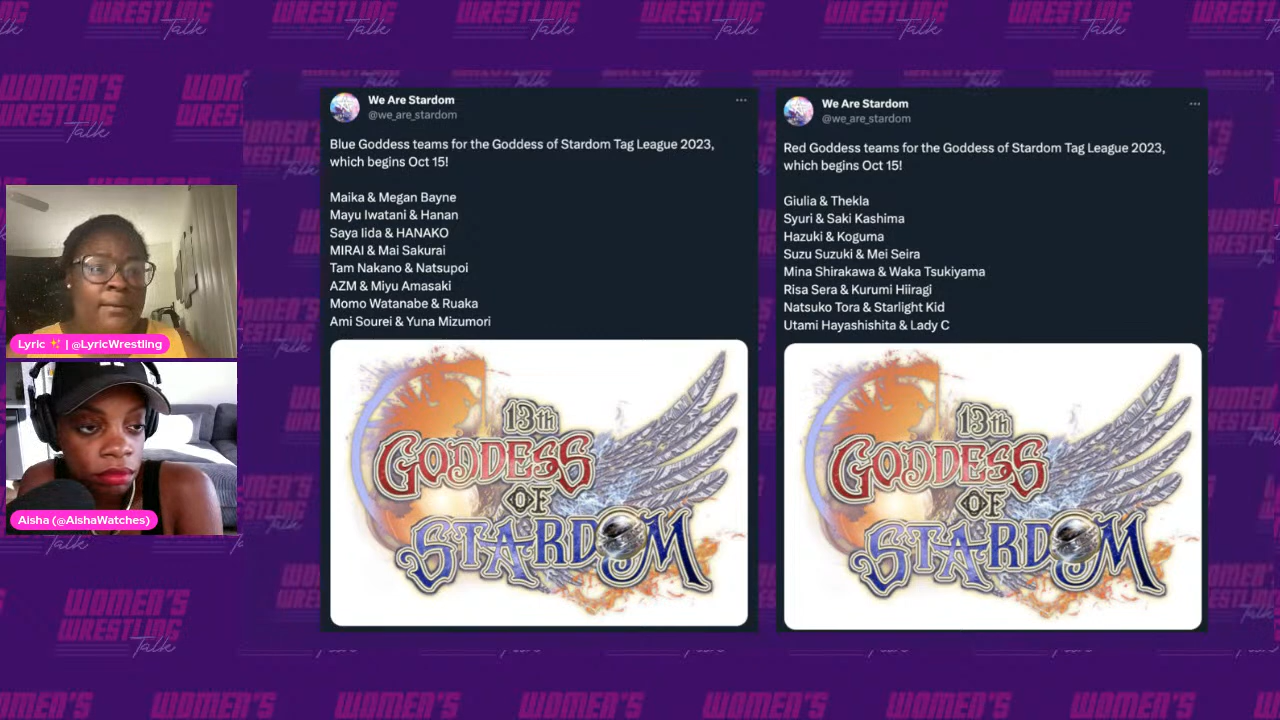 WOMEN'S WRESTLING Talk
Lyric ✨ | @LyricWrestling
Aisha (@AishaWatches)
We Are Stardom
@we_are_stardom
Blue Goddess teams for the Goddess of Stardom Tag League 2023,
which begins Oct 15!
Maika & Megan Bayne
Mayu Iwatani & Hanan
Saya Iida & HANAKO
MIRAI & Mai Sakurai
Tam Nakano & Natsupoi
AZM & Miyu Amasaki
Momo Watanabe & Ruaka
Ami Sourei & Yuna Mizumori
13th
GODDESS
OF
STARDOM
We Are Stardom
@we_are_stardom
Red Goddess teams for the Goddess of Stardom Tag League 2023,
which begins Oct 15!
Giulia & Thekla
Syuri & Saki Kashima
Hazuki & Koguma
Suzu Suzuki & Mei Seira
Mina Shirakawa & Waka Tsukiyama
Risa Sera & Kurumi Hiiragi
Natsuko Tora & Starlight Kid
Utami Hayashishita & Lady C
13th
GODDESS
OF
STARDOM